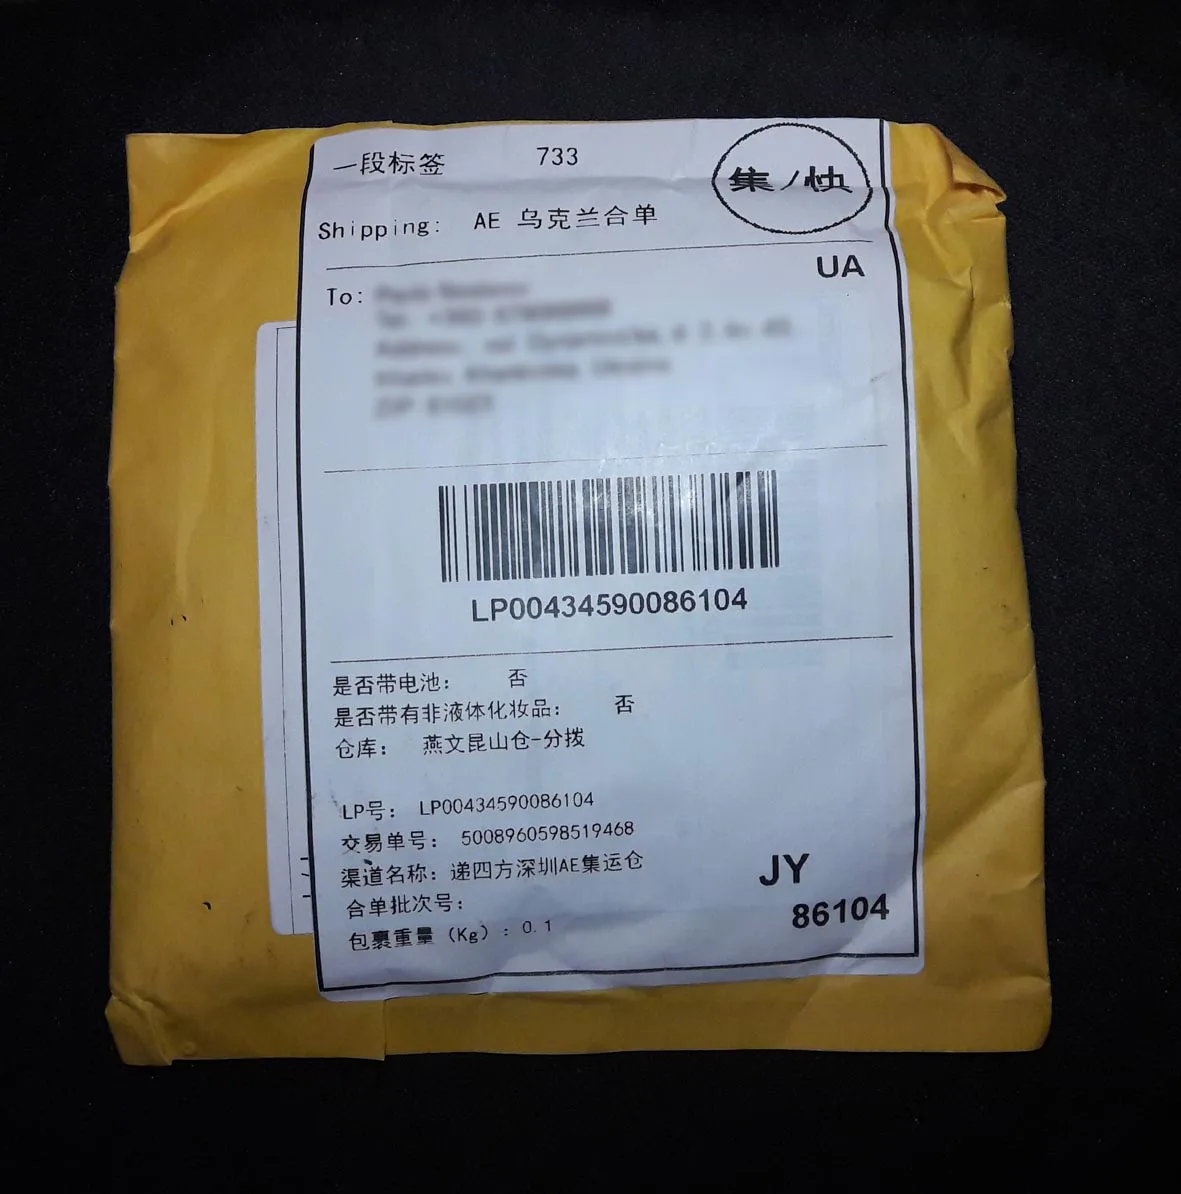 一段标签 733
集/快
Shipping: AE 乌克兰合单
UA
To:
LP00434590086104
是否带电池: 否
是否带有非液体化妆品: 否
仓库: 燕文昆山仓-分拨
LP号: LP00434590086104
交易单号: 5008960598519468
渠道名称: 递四方深圳AE集运仓
合单批次号:
包裹重量 (Kg) : 0.1
JY
86104